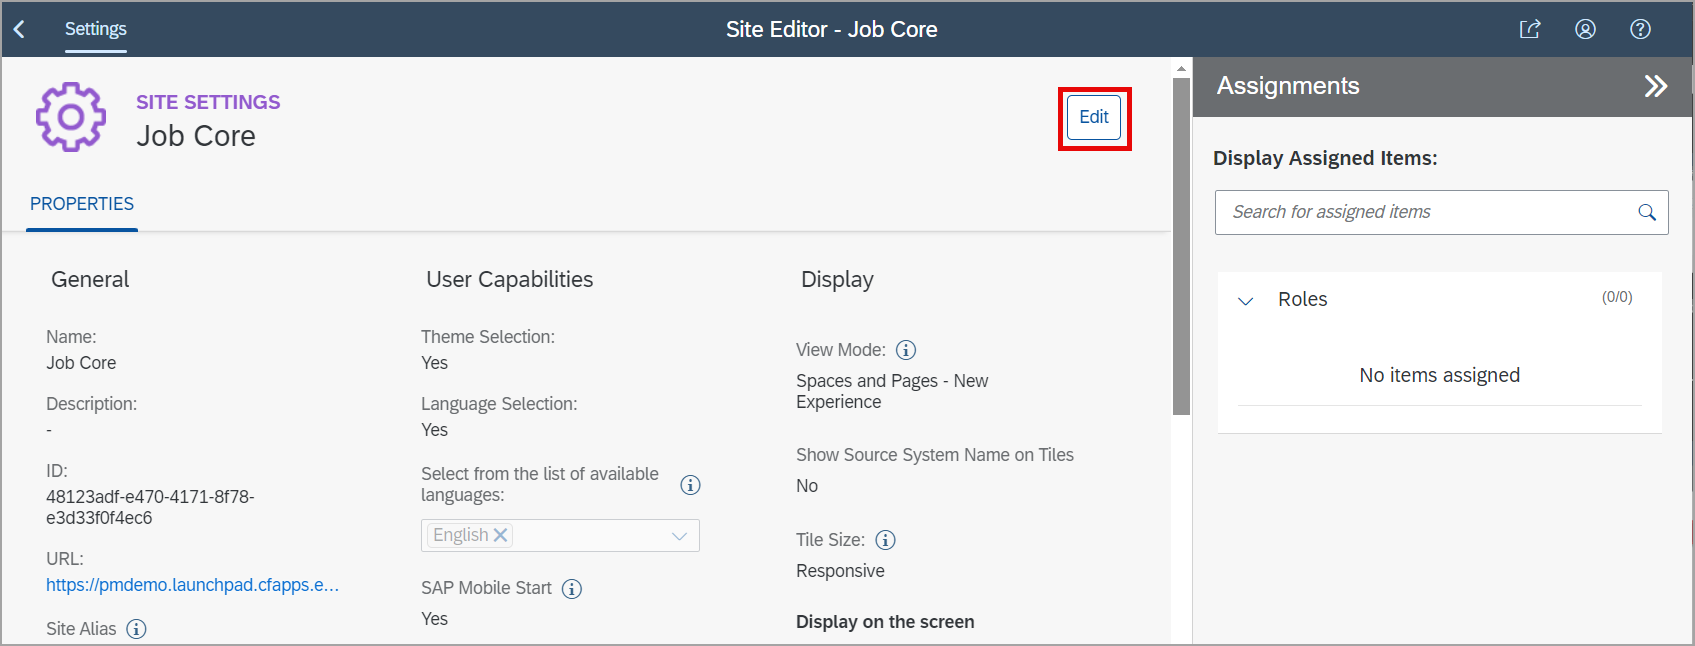 Settings
Site Editor - Job Core
SITE SETTINGS
Job Core
Edit
PROPERTIES
General
Name:
Job Core
Description:
-
ID:
48123adf-e470-4171-8f78-
e3d33f0f4ec6
URL:
https://pmdemo.launchpad.cfapps.e...
Site Alias
User Capabilities
Theme Selection:
Yes
Language Selection:
Yes
Select from the list of available
languages:
English
SAP Mobile Start
Yes
Display
View Mode:
Spaces and Pages - New
Experience
Show Source System Name on Tiles
No
Tile Size:
Responsive
Display on the screen
Assignments
Display Assigned Items:
Search for assigned items
Roles
(0/0)
No items assigned